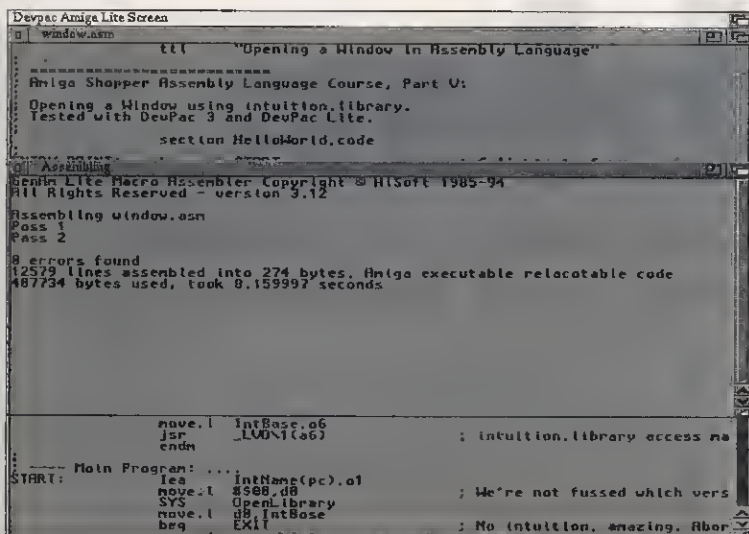 Devpac Amiga Lite Screen
window.asm
ttl "Opening a Window in Assembly Language"
;
; ========================
; Amiga Shopper Assembly Language Course, Part V:
;
; Opening a Window using intuition.library.
; Tested with DevPac 3 and DevPac Lite.
;
section HelloWorld,code
Assembling
GenAm Lite Macro Assembler Copyright © HiSoft 1985-94
All Rights Reserved - version 3.12
Assembling window.asm
Pass 1
Pass 2
0 errors found
12579 lines assembled into 274 bytes, Amiga executable relacotable code
487734 bytes used, took 0.159997 seconds
move.l IntBase,a6
jsr _LVO\1(a6) ; intuition.library access ma
endm
;
; ---- Main Program: ....
START: lea IntName(pc),a1
move.l #$00,d0 ; We're not fussed which vers
SYS OpenLibrary
move.l d0,IntBase
beq EXIT ; No intuition, amazing. Abor